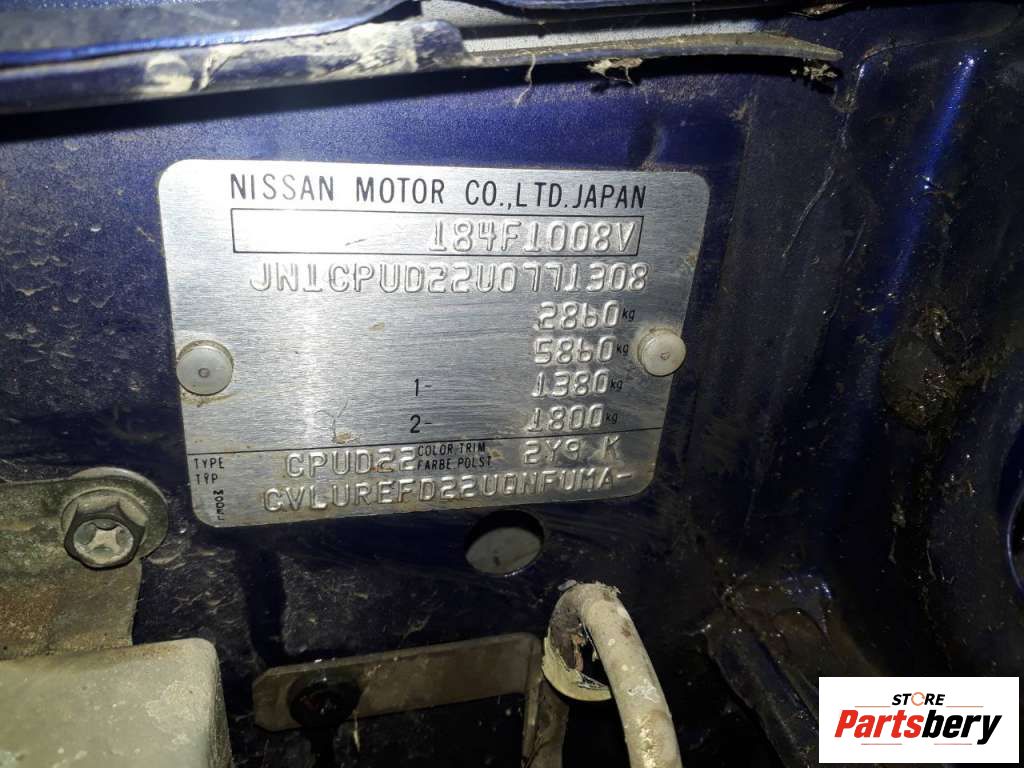 NISSAN MOTOR CO.,LTD.JAPAN
184F1008V
JN1CPUD22U0771308
2860kg
5860kg
1- 1380kg
2- 1800kg
TYPE TYP CPUD22 COLOR·TRIM FARBE·POLST 2Y9 K
MODEL CVLUREFD22UQNFUMA-
STORE
Partsbery